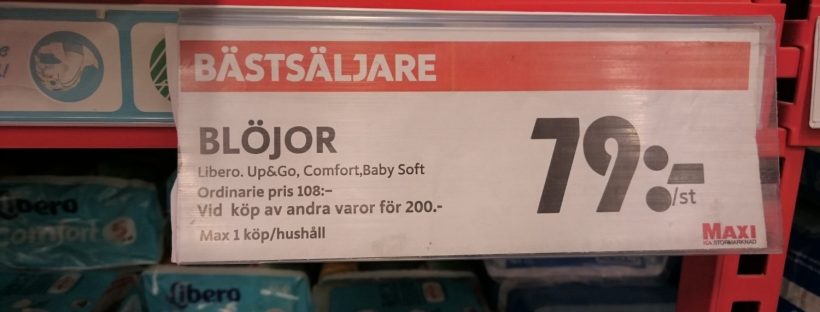 BÄSTSÄLJARE
BLÖJOR
Libero. Up&Go, Comfort,Baby Soft
Ordinarie pris 108:-
Vid köp av andra varor för 200.-
Max 1 köp/hushåll
79:-
/st
MAXI
ICA STORMARKNAD
Libero
Comfort
Libero